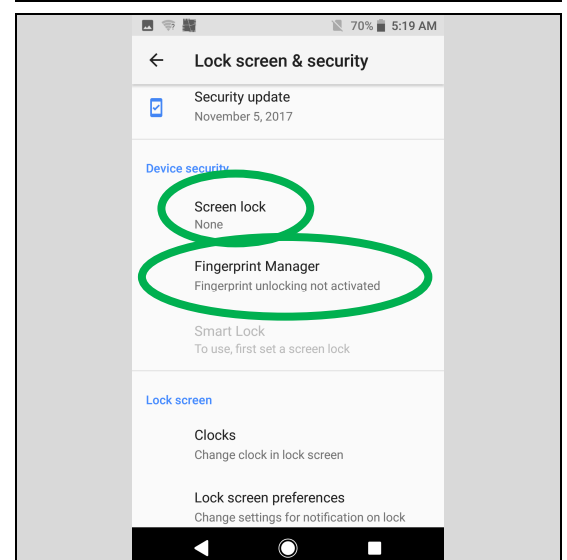 70% 5:19 AM
Lock screen & security
Security update
November 5, 2017
Device security
Screen lock
None
Fingerprint Manager
Fingerprint unlocking not activated
Smart Lock
To use, first set a screen lock
Lock screen
Clocks
Change clock in lock screen
Lock screen preferences
Change settings for notification on lock